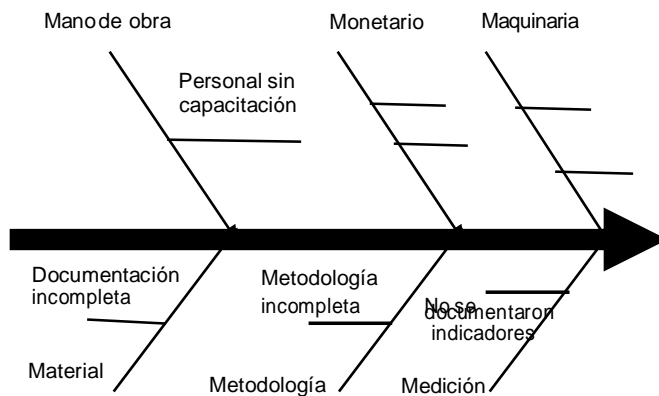 Mano de obra
Monetario
Maquinaria
Personal sin
capacitación
Documentación
incompleta
Metodología
incompleta
No se
documentaron
indicadores
Material
Metodología
Medición